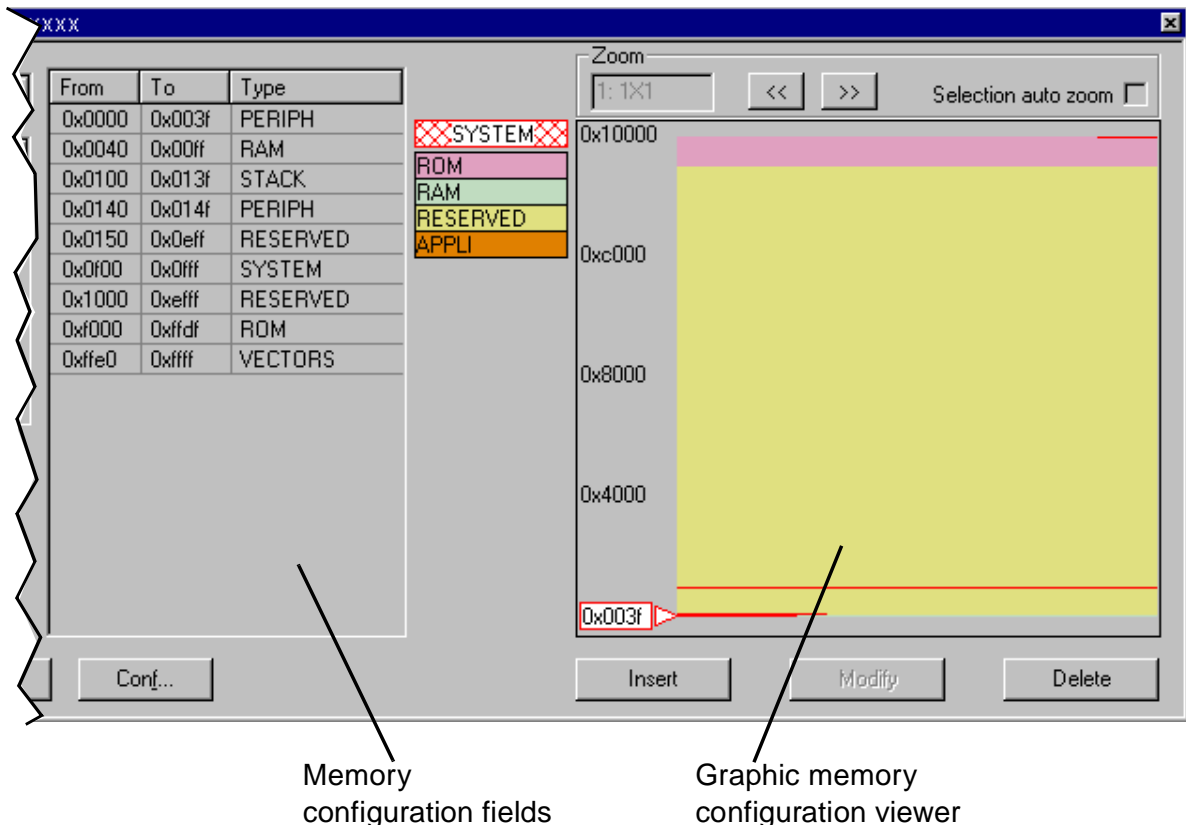 XXX
From To Type
0x0000 0x003f PERIPH
0x0040 0x00ff RAM
0x0100 0x013f STACK
0x0140 0x014f PERIPH
0x0150 0x0eff RESERVED
0x0f00 0x0fff SYSTEM
0x1000 0xefff RESERVED
0xf000 0xffdf ROM
0xffe0 0xffff VECTORS
SYSTEM
ROM
RAM
RESERVED
APPLI
Zoom
1: 1X1
<<
>>
Selection auto zoom
0x10000
0xc000
0x8000
0x4000
0x003f
Conf...
Insert
Modify
Delete
Memory
configuration fields
Graphic memory
configuration viewer